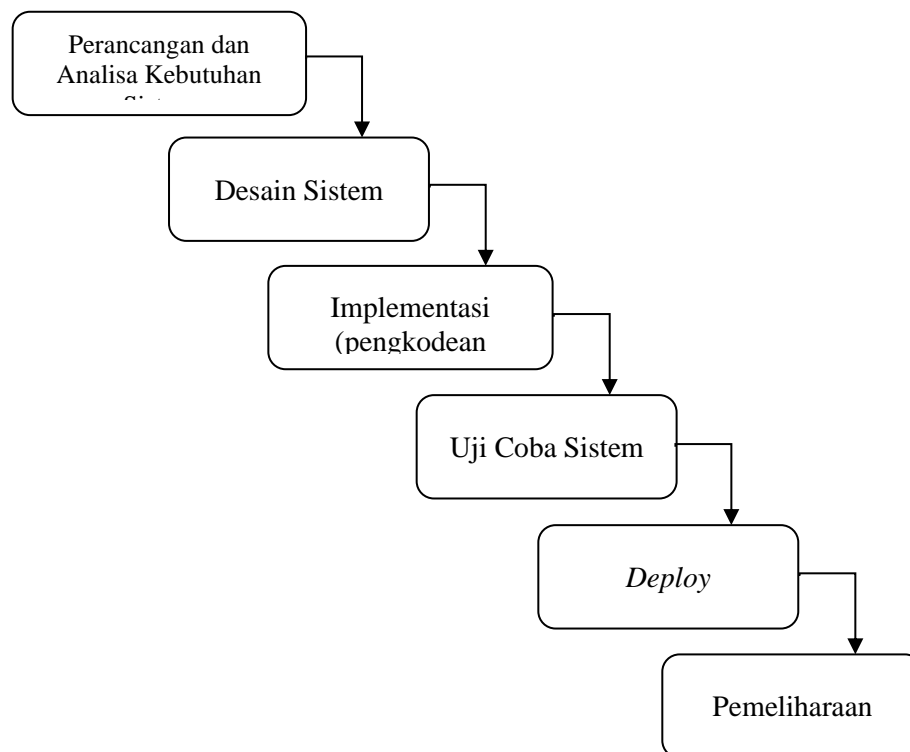 Perancangan dan
Analisa Kebutuhan
Desain Sistem
Implementasi
(pengkodean
Uji Coba Sistem
Deploy
Pemeliharaan